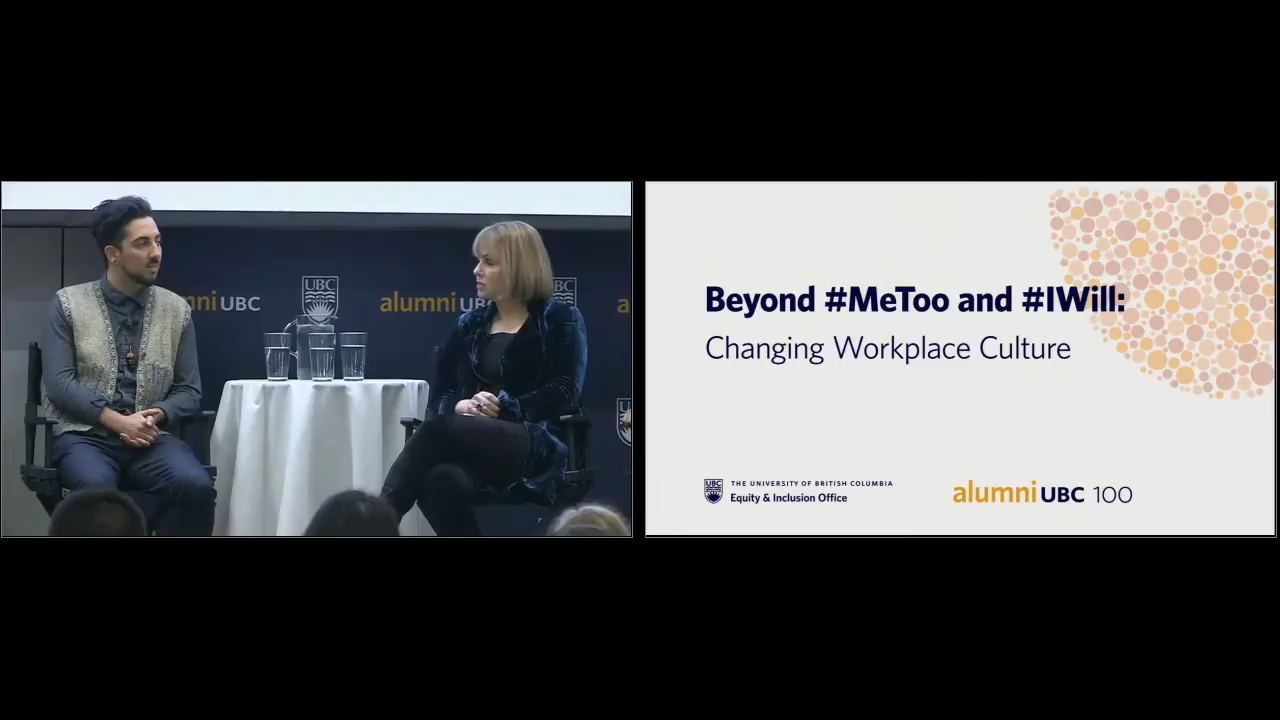 UBC
alumni UBC
UBC
Beyond #MeToo and #IWill:
Changing Workplace Culture
UBC
THE UNIVERSITY OF BRITISH COLUMBIA
Equity & Inclusion Office
alumni UBC 100